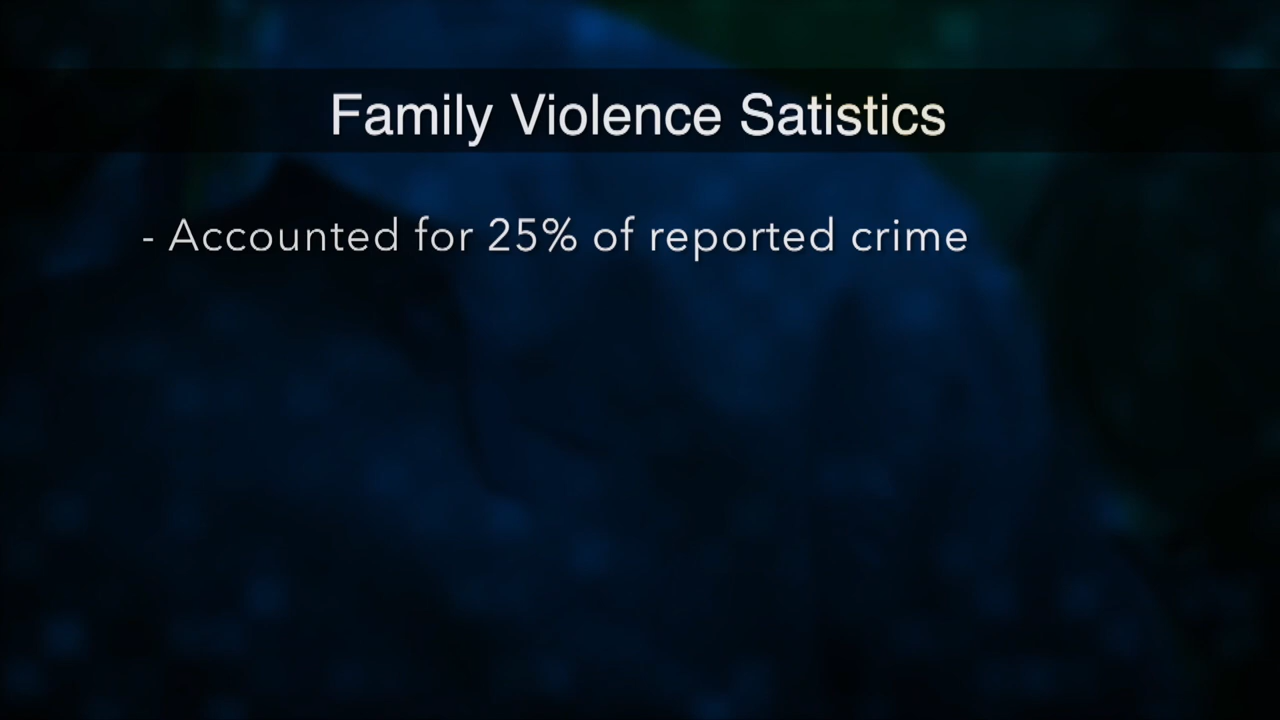 Family Violence Satistics
- Accounted for 25% of reported crime